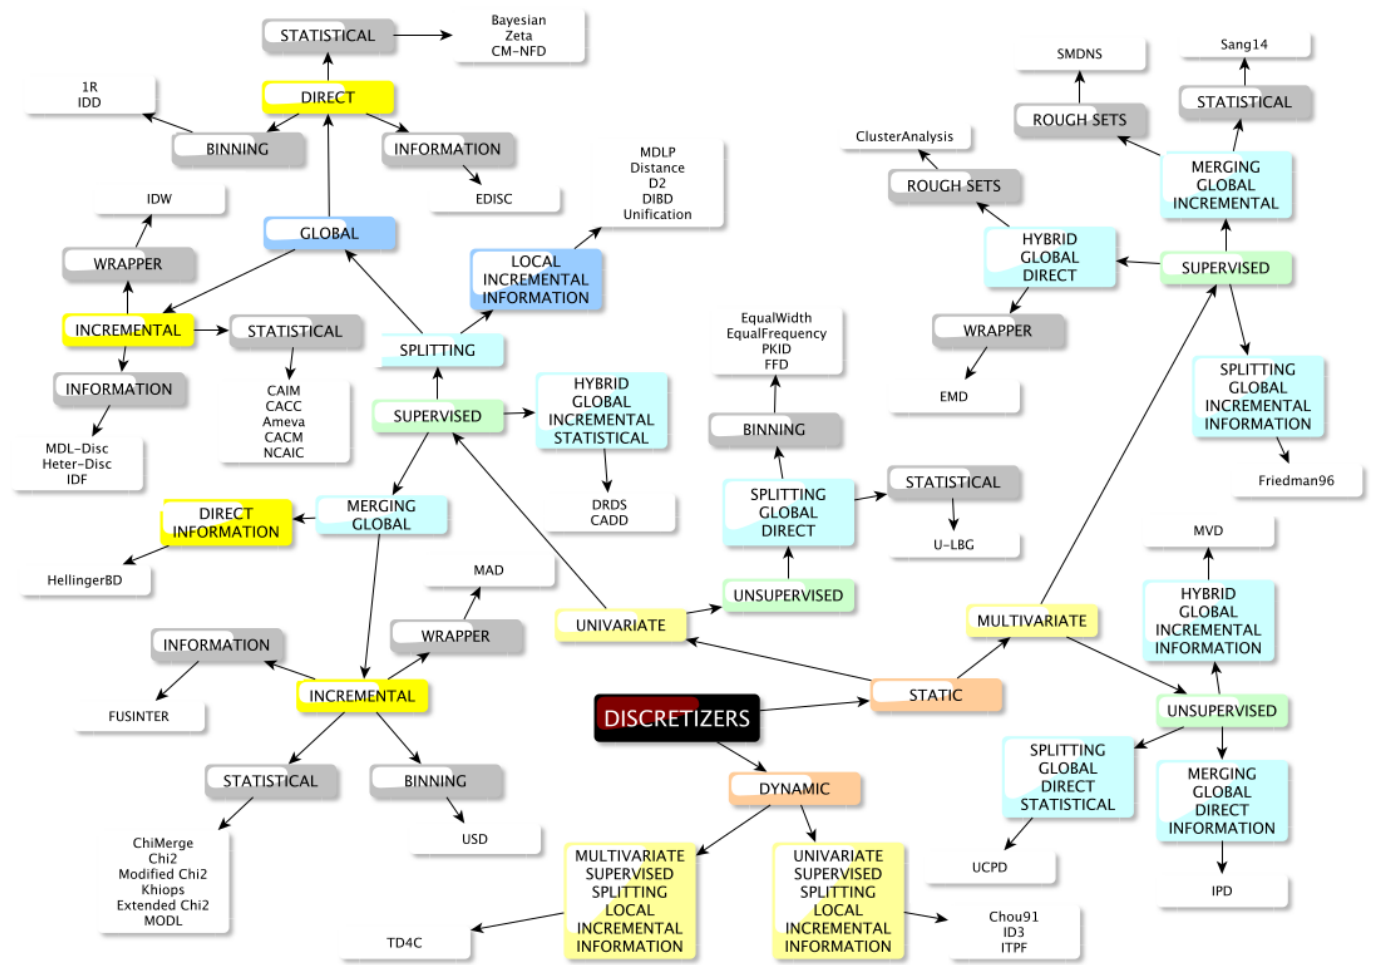 STATISTICAL
Bayesian
Zeta
CM-NFD
DIRECT
1R
IDD
BINNING
INFORMATION
EDISC
MDLP
Distance
D2
DIBD
Unification
IDW
WRAPPER
GLOBAL
LOCAL
INCREMENTAL
INFORMATION
INCREMENTAL
STATISTICAL
SPLITTING
INFORMATION
CAIM
CACC
Ameva
CACM
NCAIC
MDL-Disc
Heter-Disc
IDF
SUPERVISED
HYBRID
GLOBAL
INCREMENTAL
STATISTICAL
DRDS
CADD
DIRECT
INFORMATION
MERGING
GLOBAL
HellingerBD
MAD
WRAPPER
INFORMATION
FUSINTER
INCREMENTAL
STATISTICAL
BINNING
USD
ChiMerge
Chi2
Modified Chi2
Khiops
Extended Chi2
MODL
EqualWidth
EqualFrequency
PKID
FFD
BINNING
SPLITTING
GLOBAL
DIRECT
STATISTICAL
U-LBG
UNSUPERVISED
UNIVARIATE
DISCRETIZERS
STATIC
DYNAMIC
MULTIVARIATE
SUPERVISED
SPLITTING
LOCAL
INCREMENTAL
INFORMATION
TD4C
UNIVARIATE
SUPERVISED
SPLITTING
LOCAL
INCREMENTAL
INFORMATION
Chou91
ID3
ITPF
MULTIVARIATE
SMDNS
Sang14
ROUGH SETS
STATISTICAL
ClusterAnalysis
ROUGH SETS
MERGING
GLOBAL
INCREMENTAL
HYBRID
GLOBAL
DIRECT
SUPERVISED
WRAPPER
EMD
SPLITTING
GLOBAL
INCREMENTAL
INFORMATION
Friedman96
MVD
HYBRID
GLOBAL
INCREMENTAL
INFORMATION
UNSUPERVISED
SPLITTING
GLOBAL
DIRECT
STATISTICAL
UCPD
MERGING
GLOBAL
DIRECT
INFORMATION
IPD